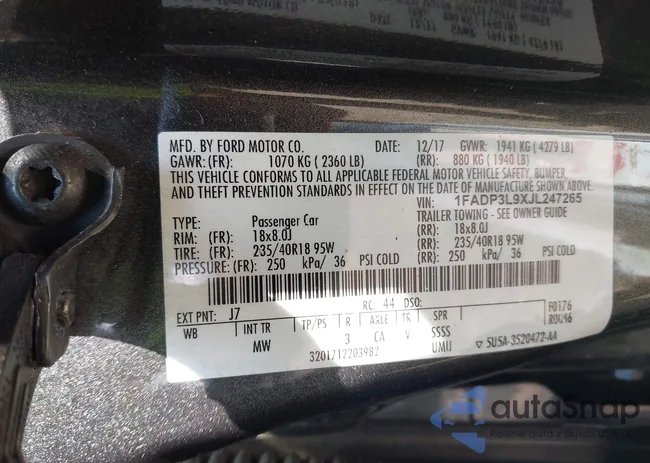 MFD. BY FORD MOTOR CO. 12/17 GVWR: 1941 KG ( 4279 LB)
GAWR: (FR): 1070 KG ( 2360 LB) (RR): 880 KG ( 1940 LB)
THIS VEHICLE CONFORMS TO ALL APPLICABLE FEDERAL MOTOR VEHICLE SAFETY, BUMPER,
AND THEFT PREVENTION STANDARDS IN EFFECT ON THE DATE OF MANUFACTURE SHOWN ABOVE.
VIN: 1FADP3L9XJL247265
TYPE: Passenger Car TRAILER TOWING - SEE OWNER GUIDE
RIM: (FR): 18x8.0J (RR): 18x8.0J
TIRE: (FR): 235/40R18 95W (RR): 235/40R18 95W
PRESSURE: (FR): 250 kPa/ 36 PSI COLD (RR): 250 kPa/ 36 PSI COLD
EXT PNT: J7 RC: 44 DSO: F0176
WB INT TR TP/PS R AXLE TR SPR
MW 3 CA V SSSS
3201712203982 UMIJ 5U5A-3520472-AA
autoSnap